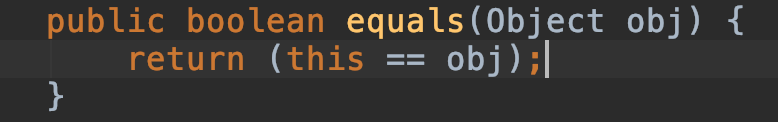 public boolean equals(Object obj) {
return (this == obj);
}